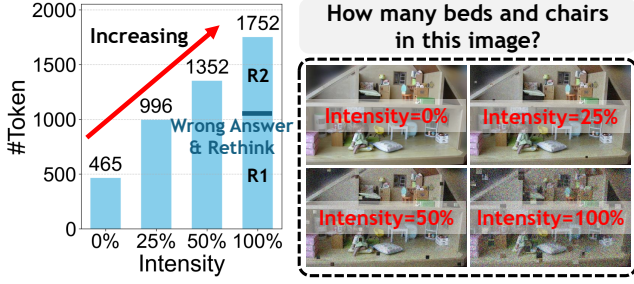 2000
1500
1000
500
0
#Token
Increasing
465
996
1352
1752
R2
Wrong Answer
& Rethink
R1
0% 25% 50% 100%
Intensity
How many beds and chairs
in this image?
Intensity=0%
Intensity=25%
Intensity=50%
Intensity=100%